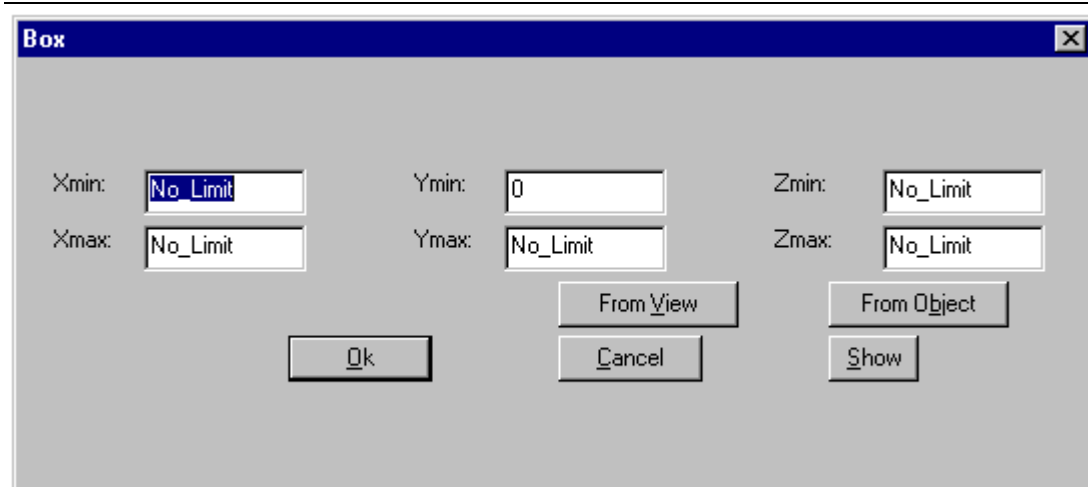 Box
Xmin: No_Limit Ymin: 0 Zmin: No_Limit
Xmax: No_Limit Ymax: No_Limit Zmax: No_Limit
From View From Object
Ok Cancel Show